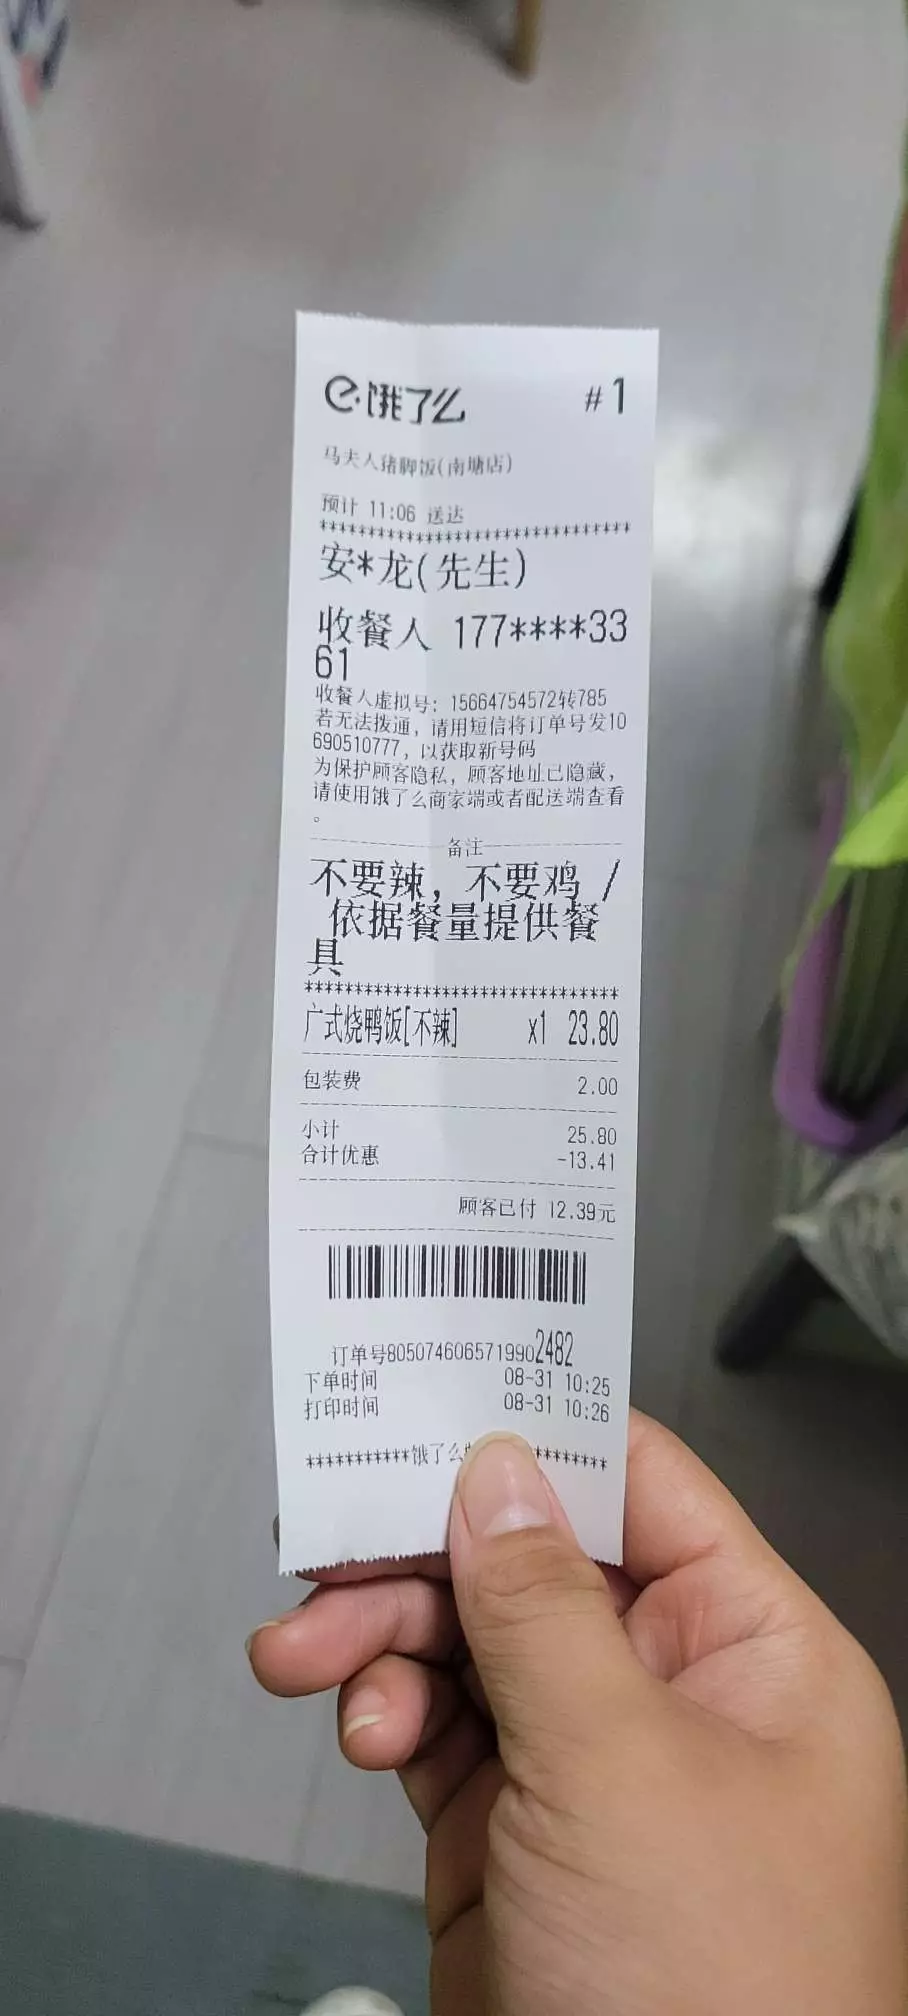 饿了么 #1
马夫人猪脚饭(南塘店)
预计 11:06 送达
********************************
安*龙(先生)
收餐人 177****33
61
收餐人虚拟号: 15664754572转785
若无法拨通, 请用短信将订单号发10
690510777, 以获取新号码
为保护顾客隐私, 顾客地址已隐藏,
请使用饿了么商家端或者配送端查看
。
备注
不要辣, 不要鸡 /
依据餐量提供餐
具
********************************
广式烧鸭饭[不辣] x1 23.80
包装费 2.00
小计 25.80
合计优惠 -13.41
顾客已付 12.39元
订单号8050746065719902482
下单时间 08-31 10:25
打印时间 08-31 10:26
***********饿了么 ********